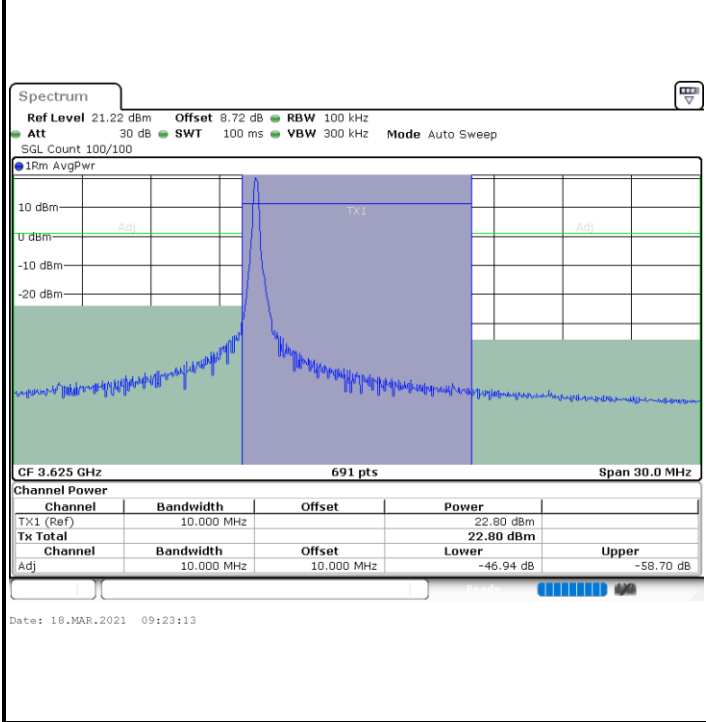 Spectrum
Ref Level 21.22 dBm Offset 8.72 dB RBW 100 kHz
Att 30 dB SWT 100 ms VBW 300 kHz Mode Auto Sweep
SGL Count 100/100
1Rm AvgPwr
10 dBm
TX1
Adj
Adj
0 dBm
-10 dBm
-20 dBm
CF 3.625 GHz 691 pts Span 30.0 MHz
Channel Power
Channel Bandwidth Offset Power
TX1 (Ref) 10.000 MHz 22.80 dBm
Tx Total 22.80 dBm
Channel Bandwidth Offset Lower Upper
Adj 10.000 MHz 10.000 MHz -46.94 dB -58.70 dB
Ready
Date: 18.MAR.2021 09:23:13